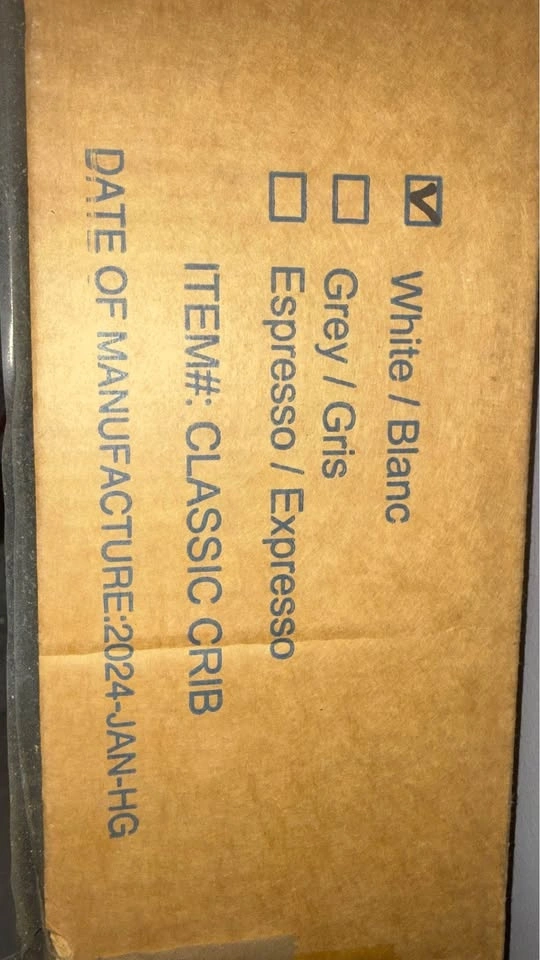 White / Blanc
Grey / Gris
Espresso / Expresso
ITEM#: CLASSIC CRIB
DATE OF MANUFACTURE:2024-JAN-HG